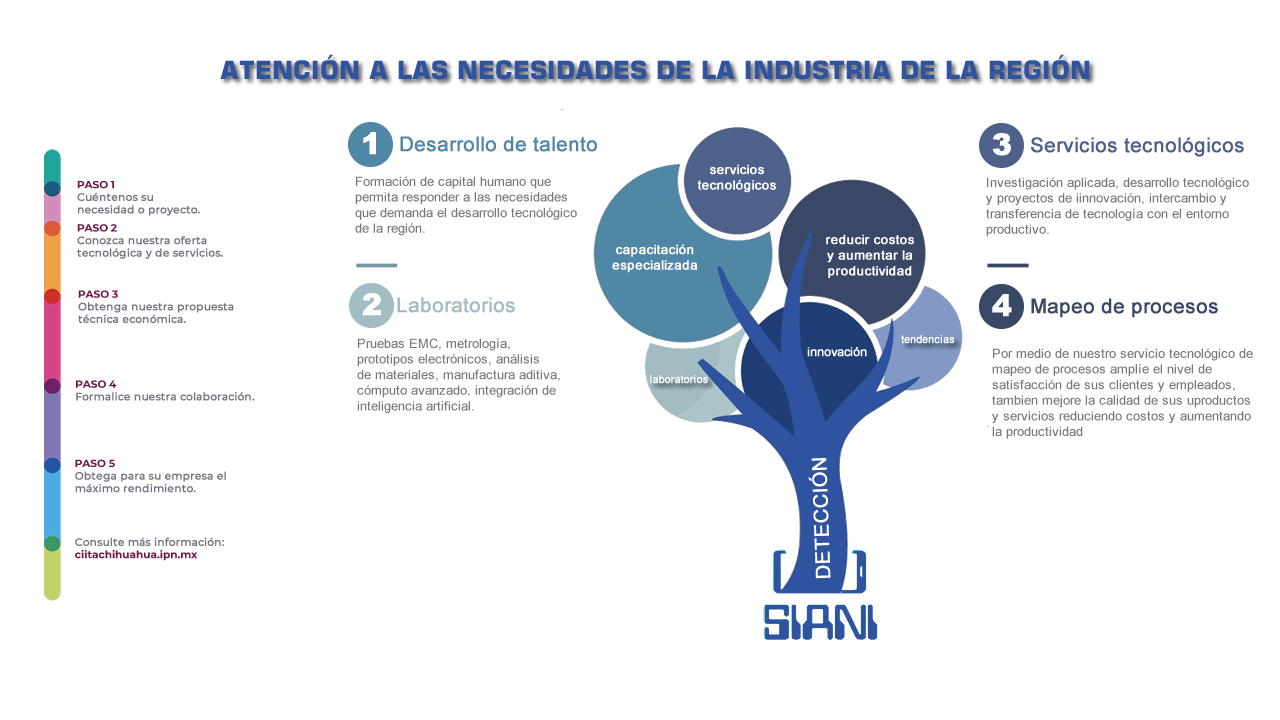 ATENCIÓN A LAS NECESIDADES DE LA INDUSTRIA DE LA REGIÓN
PASO 1
Cuéntenos su
necesidad o proyecto.
PASO 2
Conozca nuestra oferta
tecnológica y de servicios.
PASO 3
Obtenga nuestra propuesta
técnica económica.
PASO 4
Formalice nuestra colaboración.
PASO 5
Obtega para su empresa el
máximo rendimiento.
Consulte más información:
ciitachihuahua.ipn.mx
1 Desarrollo de talento
Formación de capital humano que
permita responder a las necesidades
que demanda el desarrollo tecnológico
de la región.
2 Laboratorios
Pruebas EMC, metrología,
prototipos electrónicos, análisis
de materiales, manufactura aditiva,
cómputo avanzado, integración de
inteligencia artificial.
servicios
tecnológicos
capacitación
especializada
reducir costos
y aumentar la
productividad
innovación
tendencias
laboratorios
DETECCIÓN
SIANI
3 Servicios tecnológicos
Investigación aplicada, desarrollo tecnológico
y proyectos de iinnovación, intercambio y
transferencia de tecnología con el entorno
productivo.
4 Mapeo de procesos
Por medio de nuestro servicio tecnológico de
mapeo de procesos amplíe el nivel de
satisfacción de sus clientes y empleados,
tambien mejore la calidad de sus uproductos
y servicios reduciendo costos y aumentando
la productividad